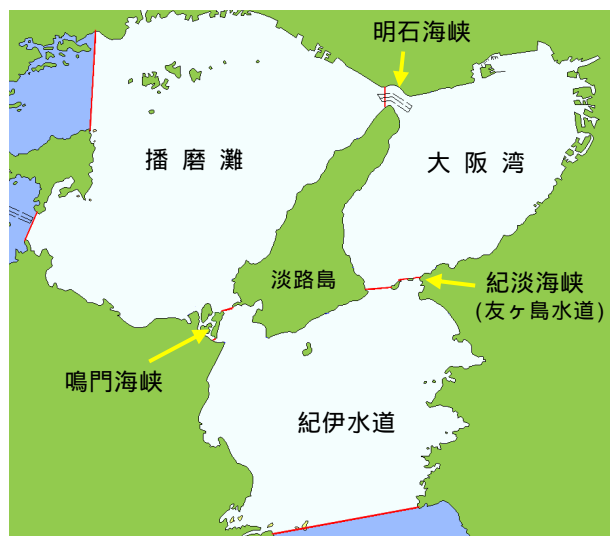 明石海峡
播磨灘
大阪湾
淡路島
紀淡海峡
(友ヶ島水道)
鳴門海峡
紀伊水道